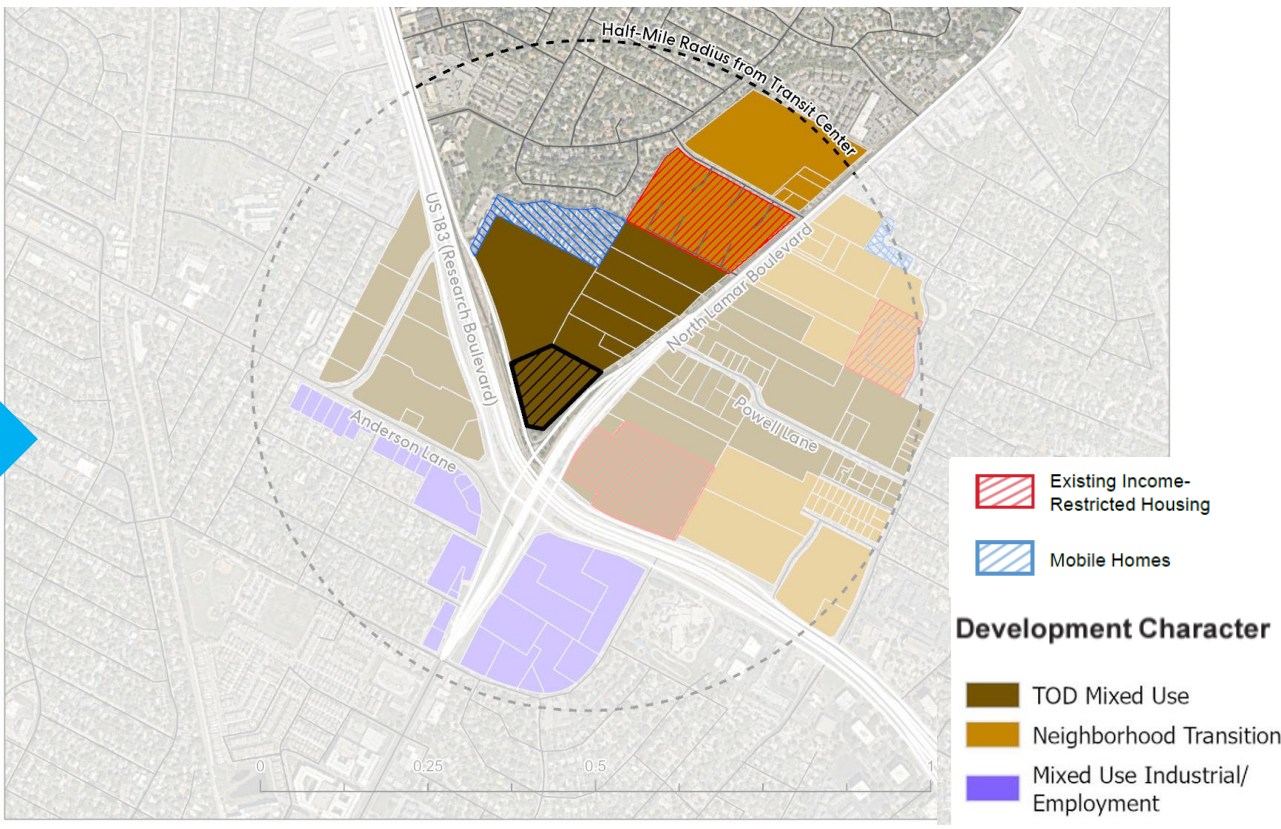 Half-Mile Radius from Transit Center
US 183 (Research Boulevard)
North Lamar Boulevard
Anderson Lane
Powell Lane
Existing Income-
Restricted Housing
Mobile Homes
Development Character
TOD Mixed Use
Neighborhood Transition
Mixed Use Industrial/
Employment
0 0.25 0.5 1